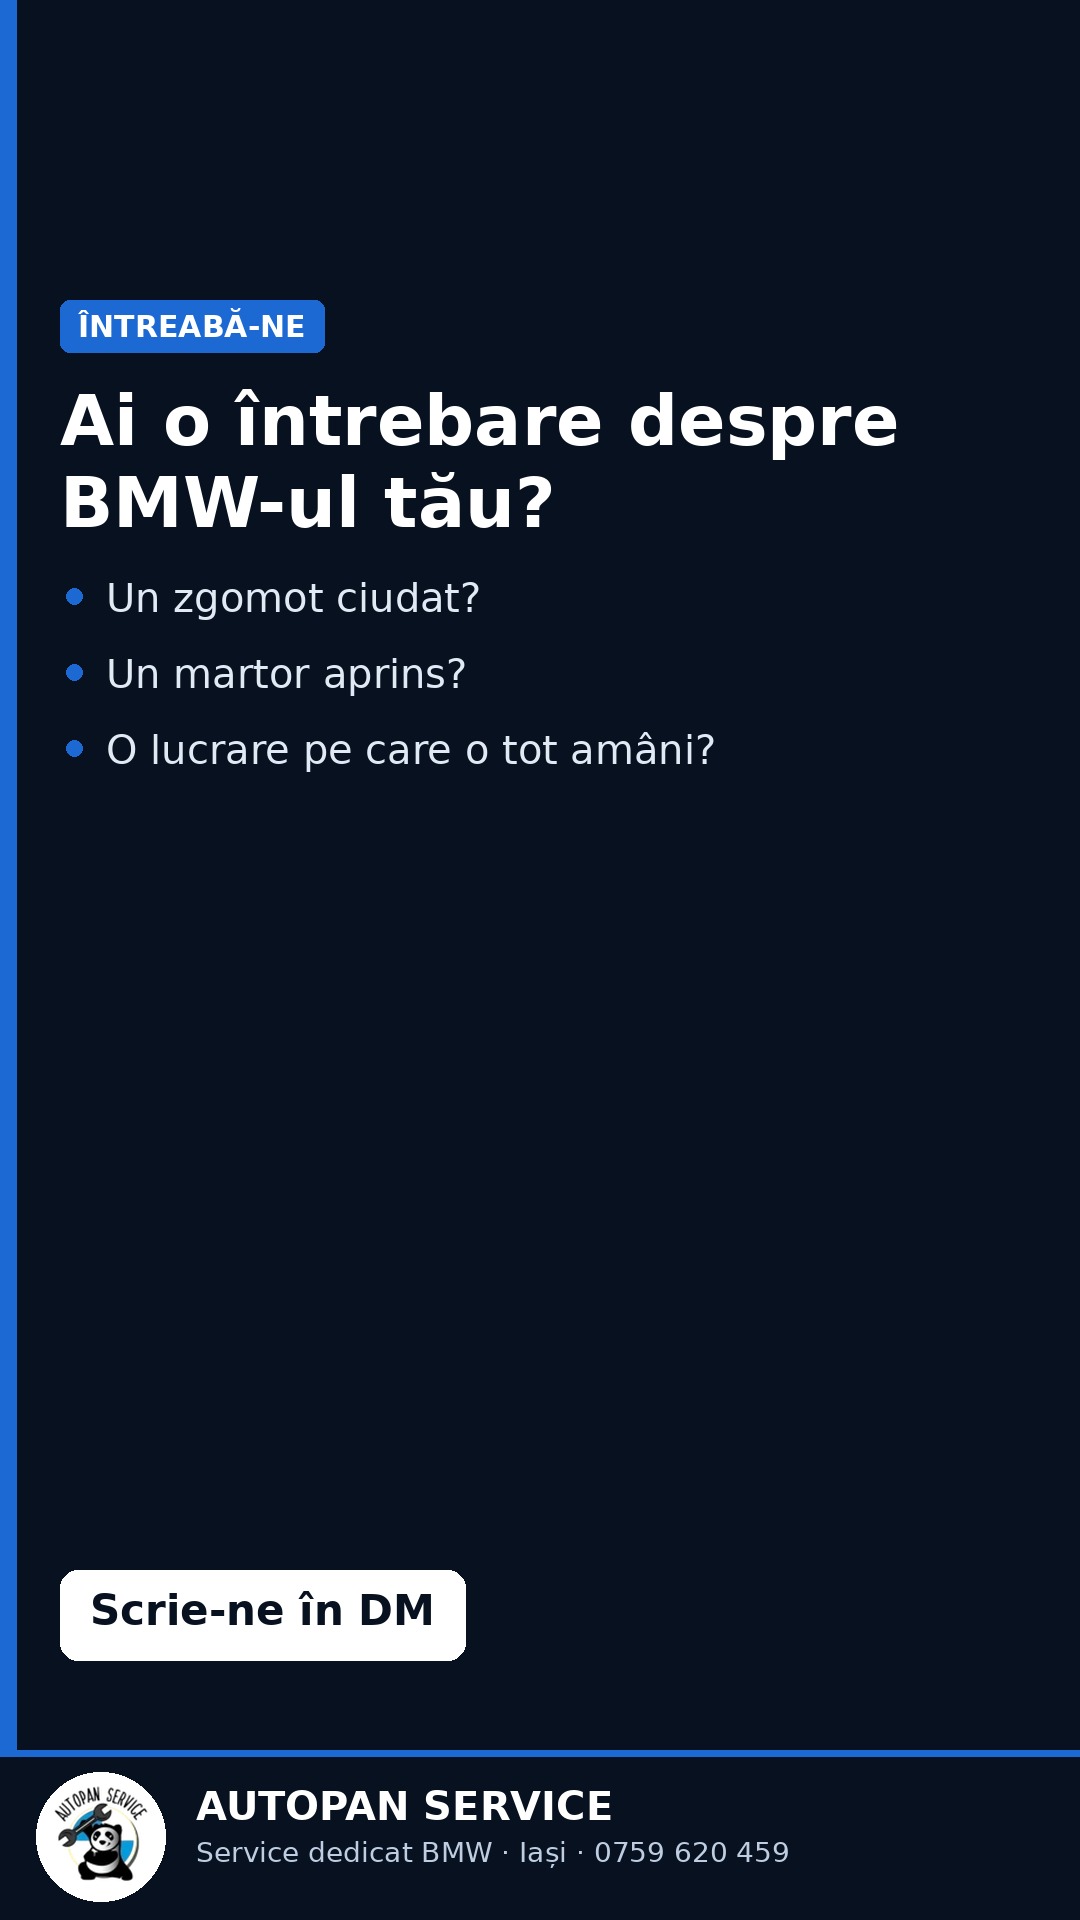 ÎNTREABĂ-NE
Ai o întrebare despre
BMW-ul tău?
Un zgomot ciudat?
Un martor aprins?
O lucrare pe care o tot amâni?
Scrie-ne în DM
AUTOPAN SERVICE
AUTOPAN SERVICE
Service dedicat BMW · Iași · 0759 620 459